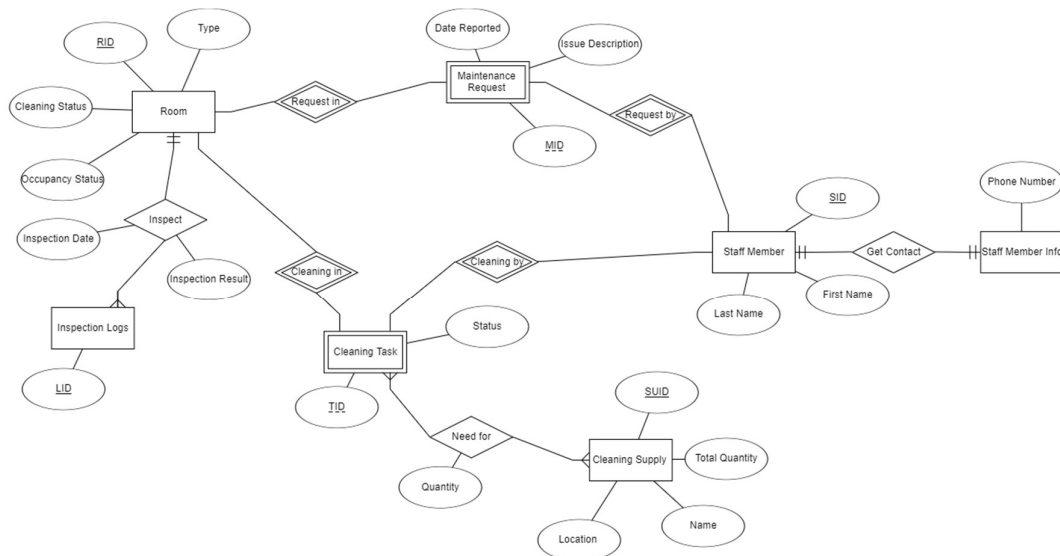 Date Reported
Type
RID
Issue Description
Maintenance
Request
Cleaning Status
Request in
Room
Request by
MID
Occupancy Status
Phone Number
SID
Inspect
Inspection Date
Staff Member
Get Contact
Staff Member Info
Cleaning in
Cleaning by
Inspection Result
First Name
Last Name
Inspection Logs
Status
Cleaning Task
LID
SUID
TID
Need for
Cleaning Supply
Total Quantity
Quantity
Location
Name